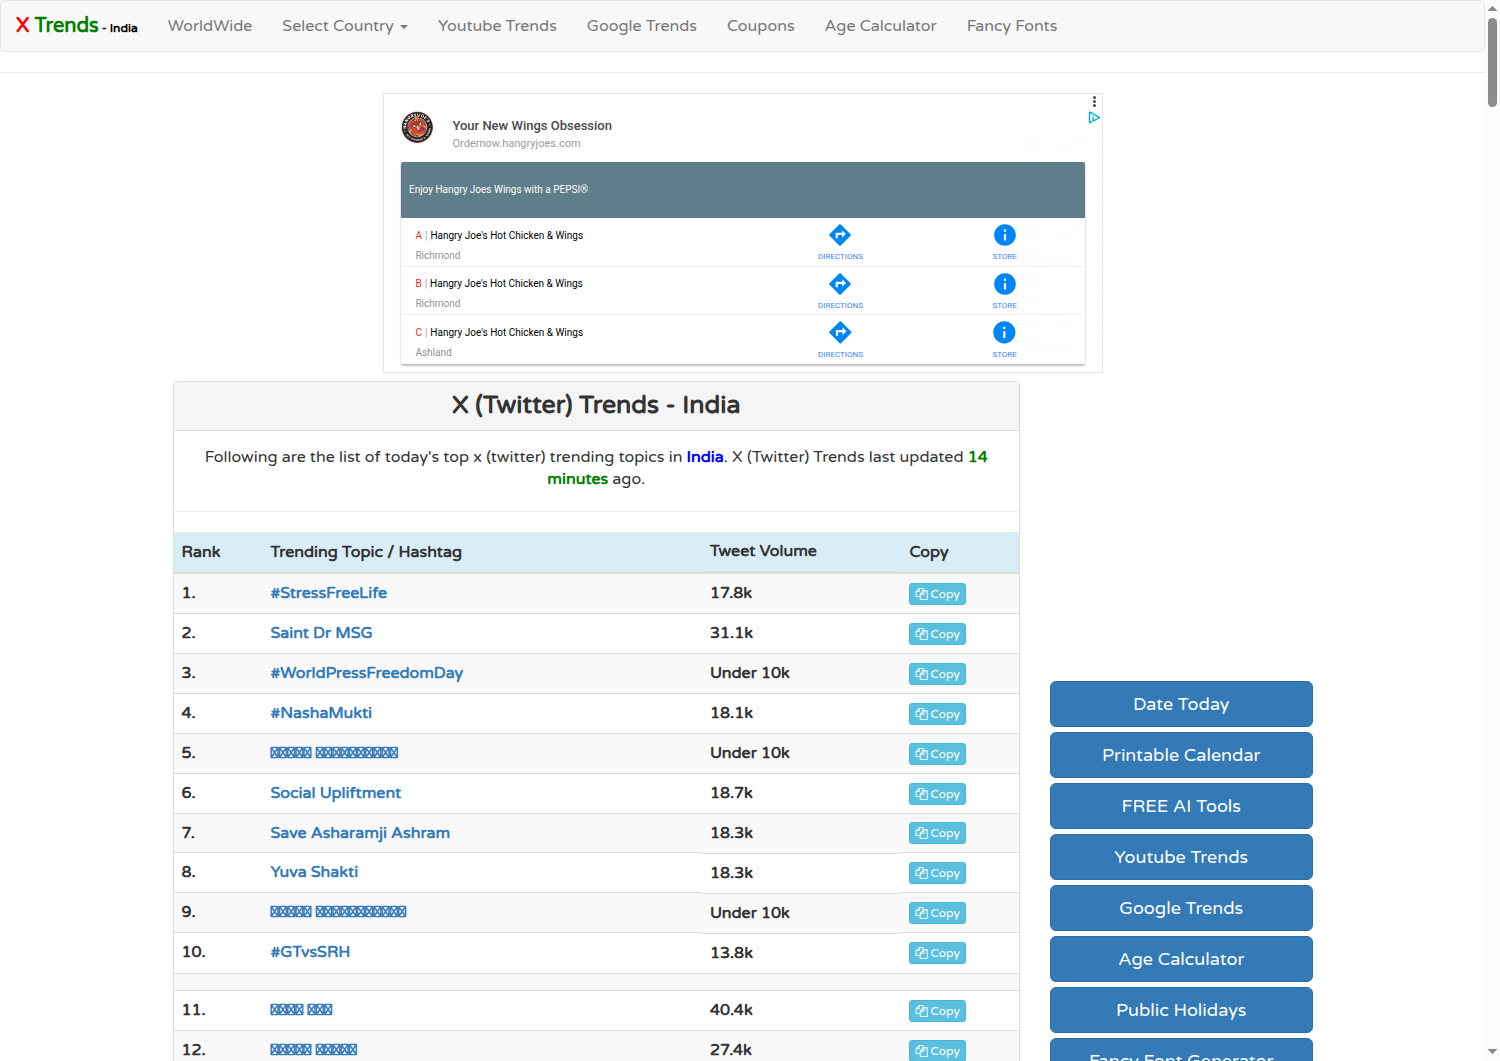 X Trends - India
WorldWide
Select Country
Youtube Trends
Google Trends
Coupons
Age Calculator
Fancy Fonts
Your New Wings Obsession
Ordernow.hangryjoes.com
Enjoy Hangry Joes Wings with a PEPSI®
A | Hangry Joe's Hot Chicken & Wings
Richmond
DIRECTIONS
STORE
B | Hangry Joe's Hot Chicken & Wings
Richmond
DIRECTIONS
STORE
C | Hangry Joe's Hot Chicken & Wings
Ashland
DIRECTIONS
STORE
X (Twitter) Trends - India
Following are the list of today's top x (twitter) trending topics in India. X (Twitter) Trends last updated 14
minutes ago.
Rank Trending Topic / Hashtag Tweet Volume Copy
1. #StressFreeLife 17.8k Copy
2. Saint Dr MSG 31.1k Copy
3. #WorldPressFreedomDay Under 10k Copy
4. #NashaMukti 18.1k Copy
5. Under 10k Copy
6. Social Upliftment 18.7k Copy
7. Save Asharamji Ashram 18.3k Copy
8. Yuva Shakti 18.3k Copy
9. Under 10k Copy
10. #GTvsSRH 13.8k Copy
11. 40.4k Copy
12. 27.4k Copy
Date Today
Printable Calendar
FREE AI Tools
Youtube Trends
Google Trends
Age Calculator
Public Holidays
Fancy Font Generator